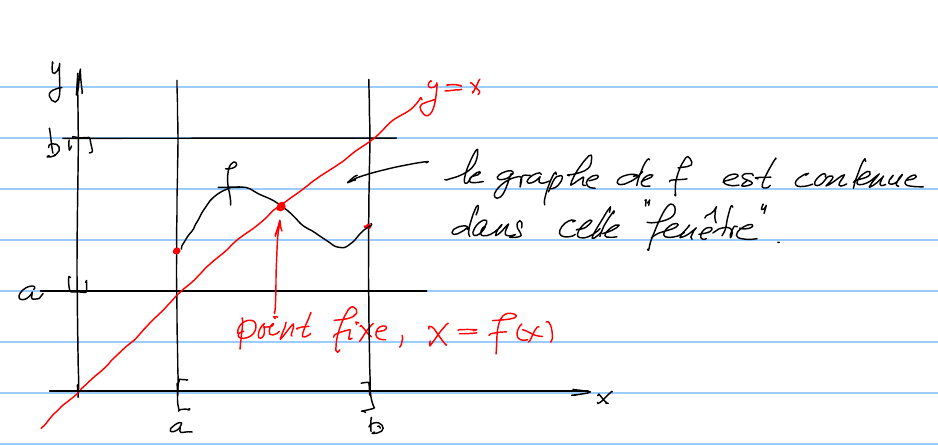 y
y=x
b
f
le graphe de f est contenue
dans cette "fenêtre".
a
point fixe, x = f(x)
x
a
b